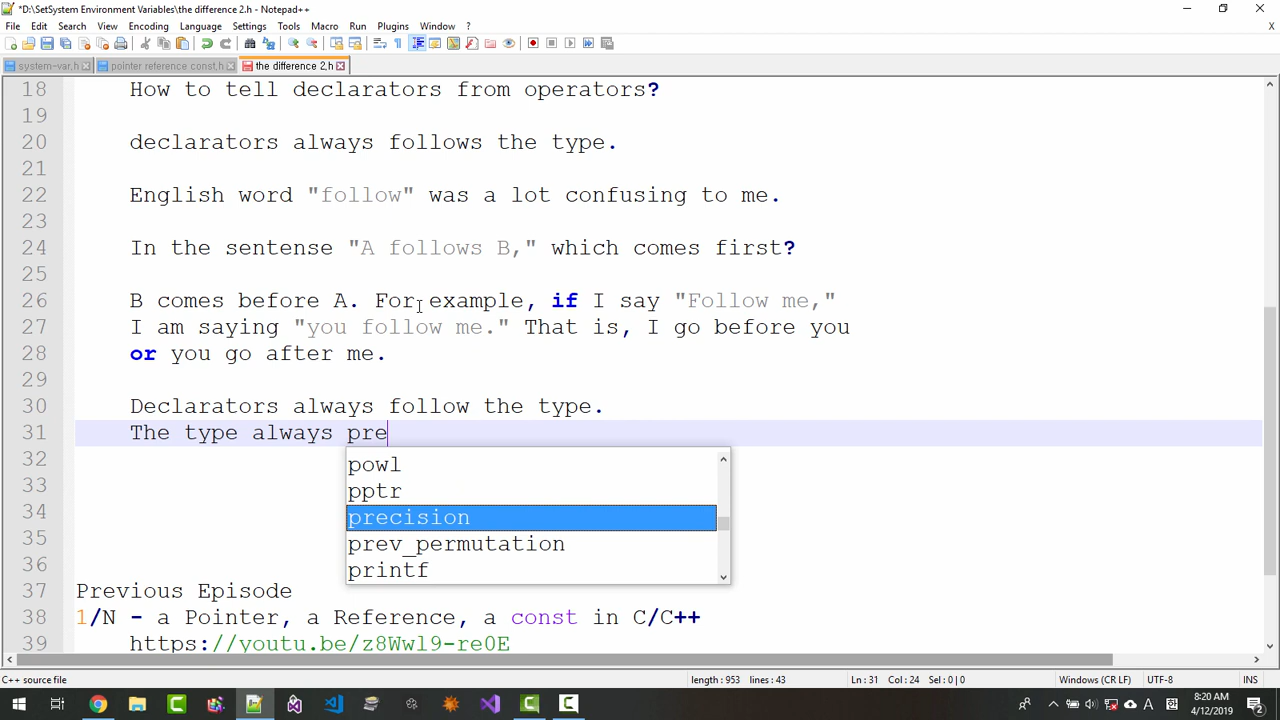 *D:\SetSystem Environment Variables\the difference 2.h - Notepad++
File Edit Search View Encoding Language Settings Tools Macro Run Plugins Window ?
X
system-var.h
pointer reference const.h
the difference 2.h
18 How to tell declarators from operators?
19
20 declarators always follows the type.
21
22 English word "follow" was a lot confusing to me.
23
24 In the sentence "A follows B," which comes first?
25
26 B comes before A. For example, if I say "Follow me,"
27 I am saying "you follow me." That is, I go before you
28 or you go after me.
29
30 Declarators always follow the type.
31 The type always pre
32
33
34
35
36
powl
pptr
precision
prev_permutation
printf
37 Previous Episode
38 1/N - a Pointer, a Reference, a const in C/C++
39 https://youtu.be/z8Wwl9-re0E
C++ source file length : 953 lines : 43 Ln : 31 Col : 24 Sel : 0 | 0 Windows (CR LF) UTF-8 INS
8:20 AM
4/12/2019